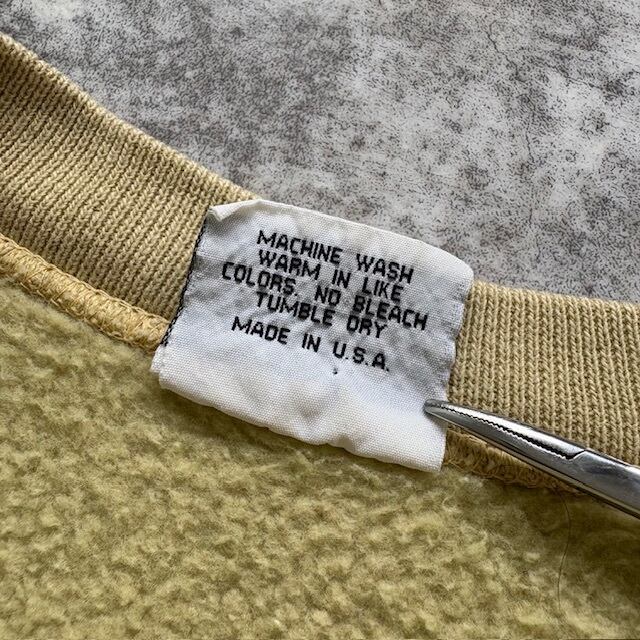 MACHINE WASH
WARM IN LIKE
COLORS, NO BLEACH
TUMBLE DRY
MADE IN U.S.A.